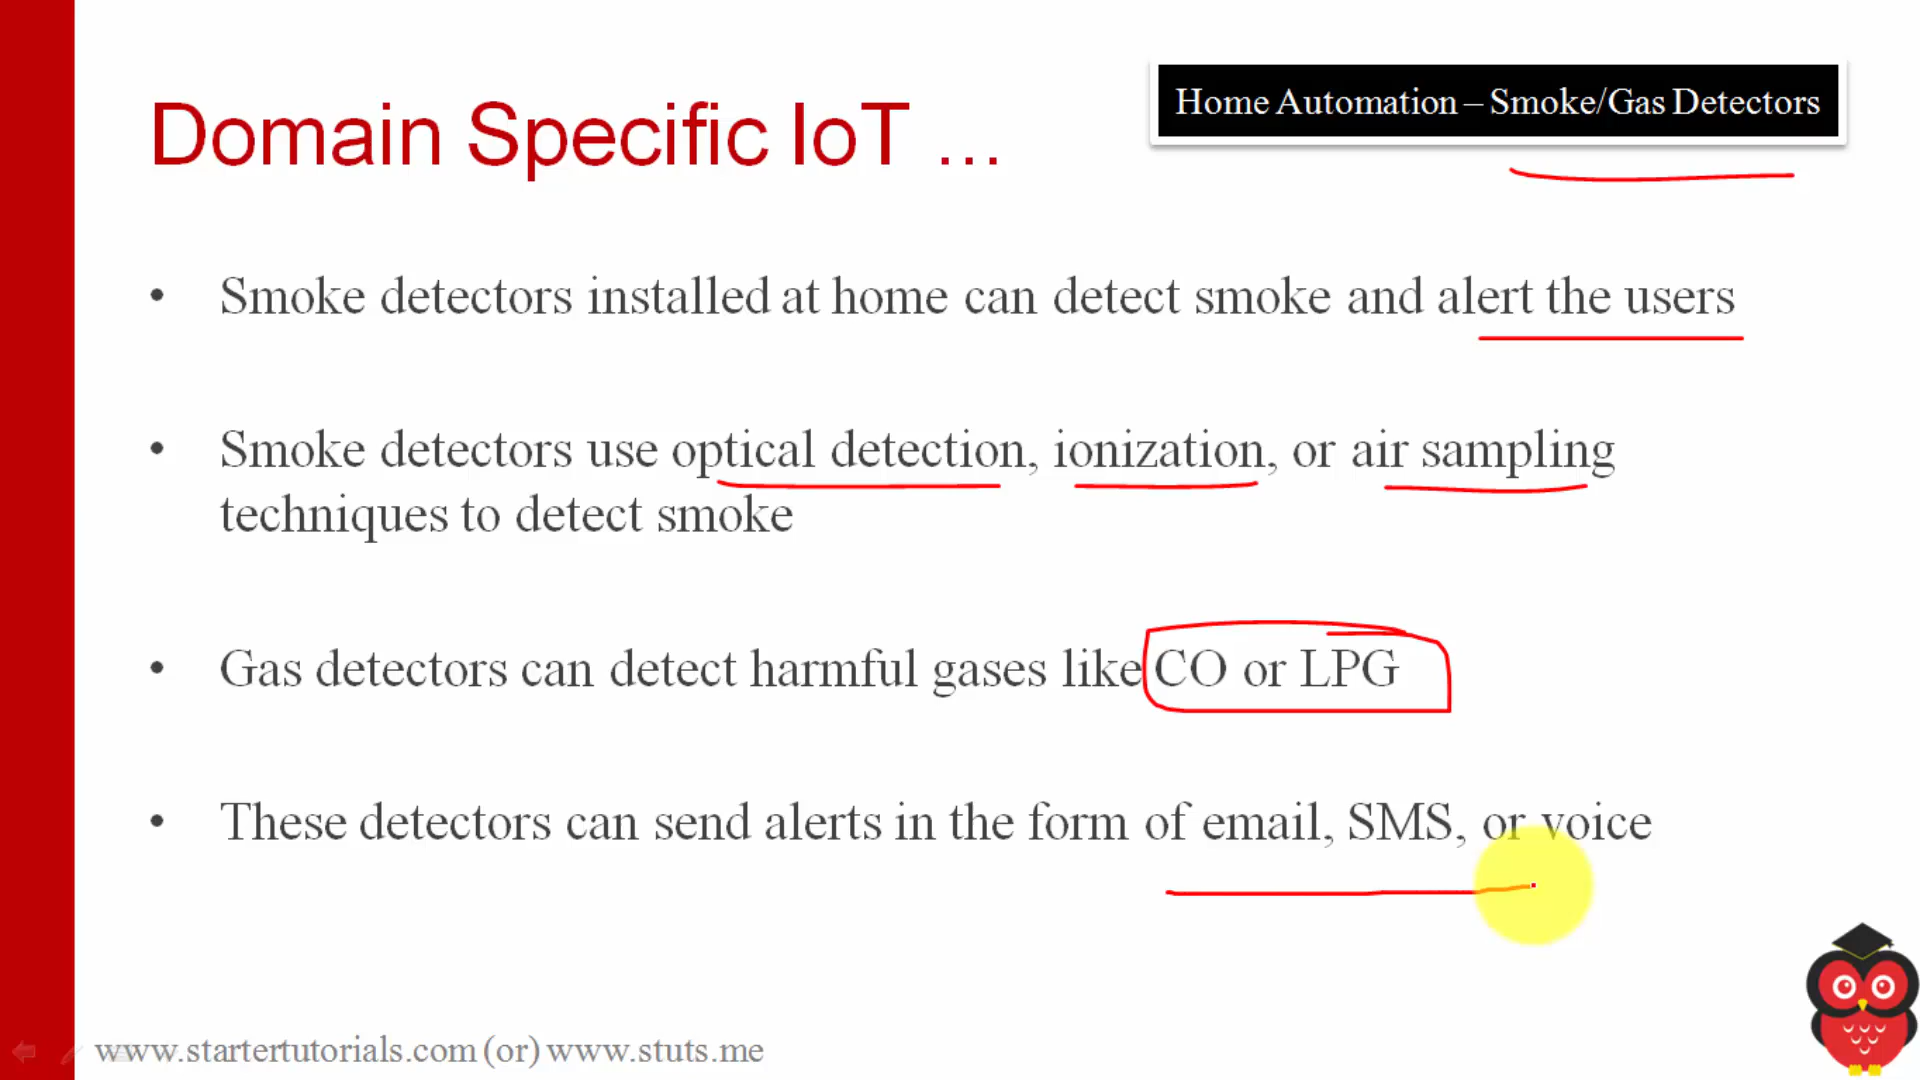 Home Automation – Smoke/Gas Detectors
Domain Specific IoT ...
• Smoke detectors installed at home can detect smoke and alert the users
• Smoke detectors use optical detection, ionization, or air sampling
techniques to detect smoke
• Gas detectors can detect harmful gases like CO or LPG
• These detectors can send alerts in the form of email, SMS, or voice
www.startertutorials.com (or) www.stuts.me